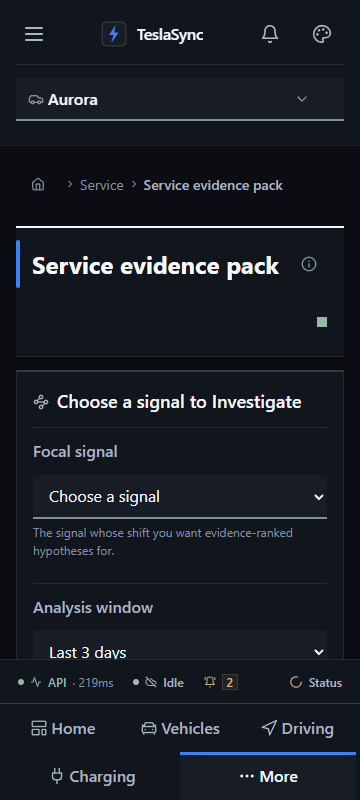 TeslaSync
Aurora
Service
Service evidence pack
Service evidence pack
Choose a signal to Investigate
Focal signal
Choose a signal
The signal whose shift you want evidence-ranked
hypotheses for.
Analysis window
Last 3 days
API · 219ms
Idle
2
Status
Home
Vehicles
Driving
Charging
More